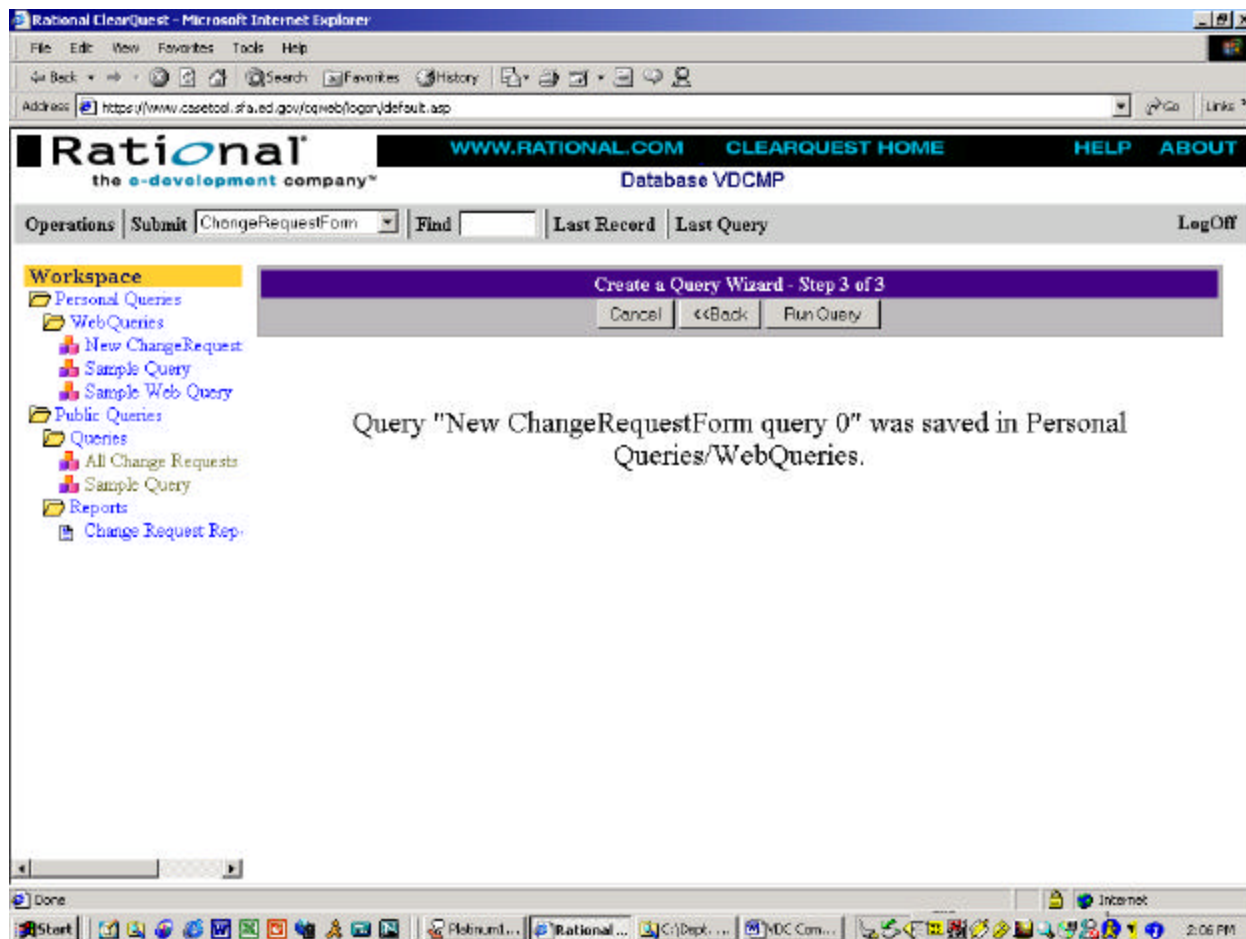 Rational ClearQuest - Microsoft Internet Explorer
File Edit View Favorites Tools Help
Back Search Favorites History
Address https://www.casetool.sfa.ed.gov/cqweb/logon/default.asp Go Links
Rational
the e-development company™
WWW.RATIONAL.COM CLEARQUEST HOME HELP ABOUT
Database VDCMP
Operations Submit ChangeRequestForm Find Last Record Last Query LogOff
Workspace
Personal Queries
WebQueries
New ChangeRequest
Sample Query
Sample Web Query
Public Queries
Queries
All Change Requests
Sample Query
Reports
Change Request Rep
Create a Query Wizard - Step 3 of 3
Cancel <<Back Run Query
Query "New ChangeRequestForm query 0" was saved in Personal
Queries/WebQueries.
Done Internet
Start Platinum1... Rational ... C:\Dept. ... VDC Com... 2:06 PM